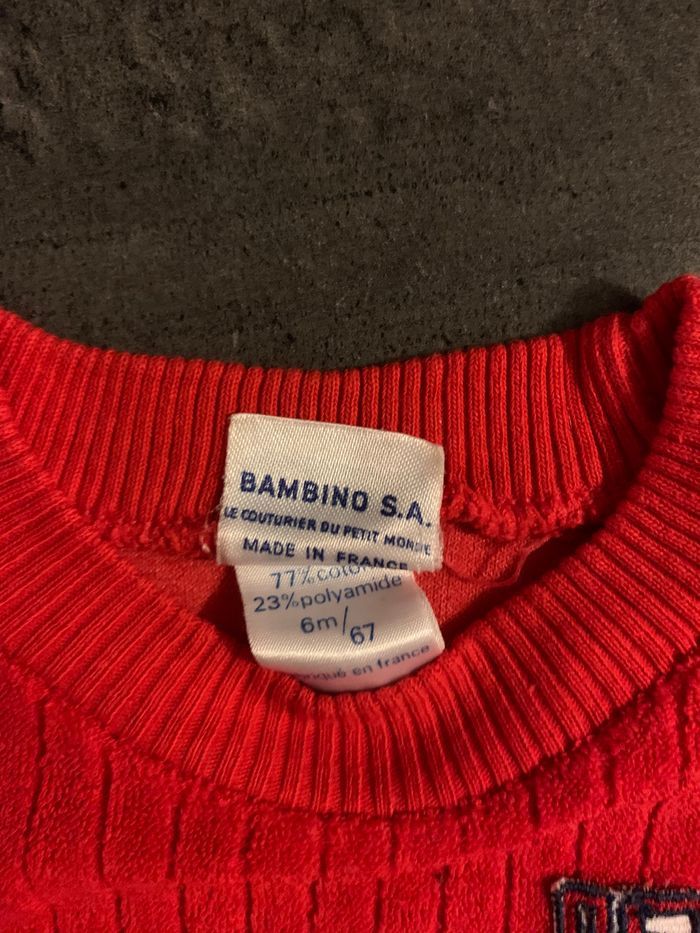 BAMBINO S.A.
LE COUTURIER DU PETIT MONDE
MADE IN FRANCE
77% coton
23% polyamide
6m/67
en france